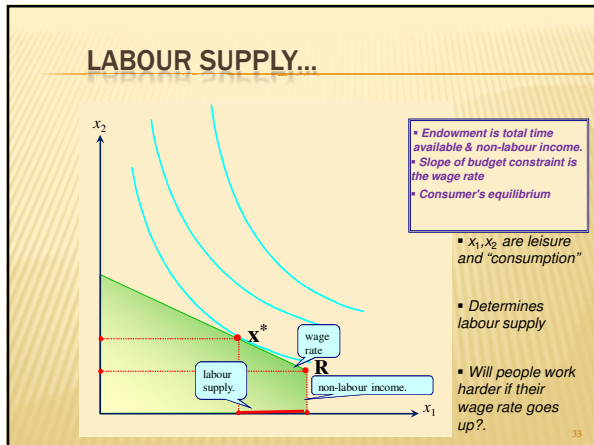 LABOUR SUPPLY...
x2
▪ Endowment is total time
available & non-labour income.
▪ Slope of budget constraint is
the wage rate
▪ Consumer's equilibrium
▪ x1,x2 are leisure
and "consumption"
▪ Determines
labour supply
▪ Will people work
harder if their
wage rate goes
up?.
x*
wage
rate
R
labour
supply.
non-labour income.
x1
33